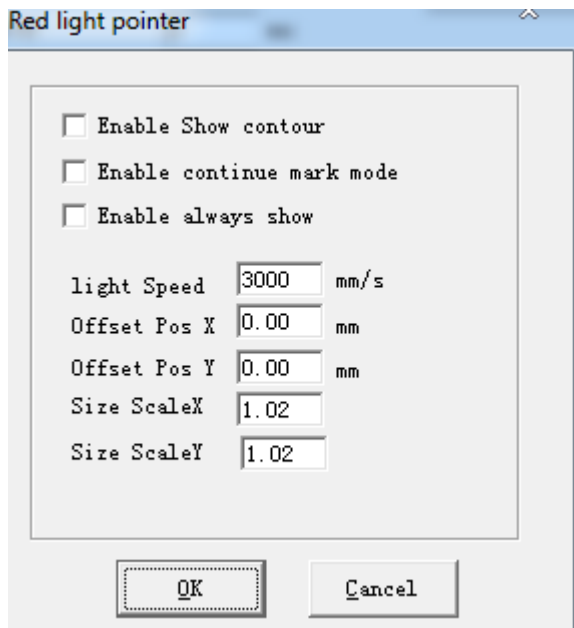 Red light pointer
Enable Show contour
Enable continue mark mode
Enable always show
light Speed 3000 mm/s
Offset Pos X 0.00 mm
Offset Pos Y 0.00 mm
Size ScaleX 1.02
Size ScaleY 1.02
OK Cancel